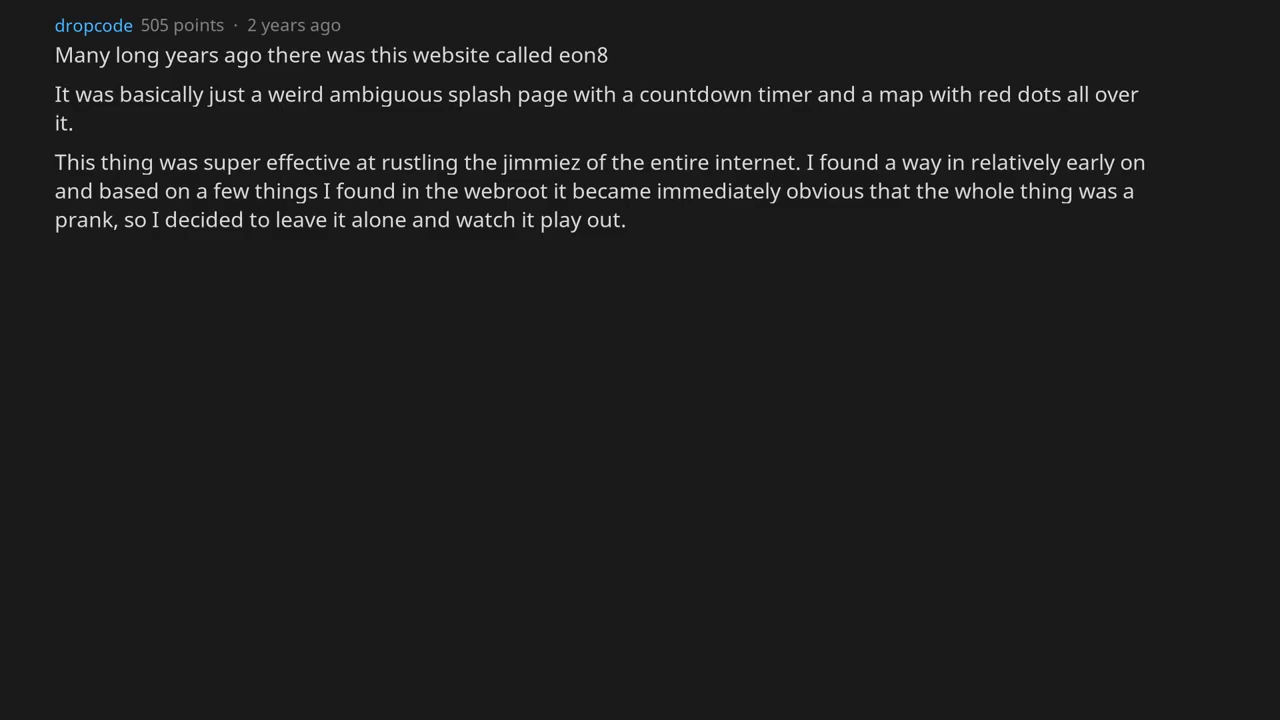 dropcode 505 points · 2 years ago
Many long years ago there was this website called eon8
It was basically just a weird ambiguous splash page with a countdown timer and a map with red dots all over
it.
This thing was super effective at rustling the jimmiez of the entire internet. I found a way in relatively early on
and based on a few things I found in the webroot it became immediately obvious that the whole thing was a
prank, so I decided to leave it alone and watch it play out.